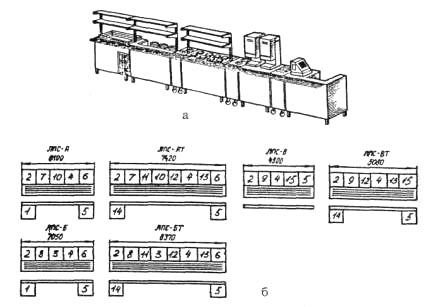 а
ЛПС-А
2 7 10 4 6
1 5
ЛПС-АТ
7420
2 7 11 10 12 4 13 6
14 5
ЛПС-В
2 9 4 15 5
ЛПС-ВТ
2 9 12 4 13 15
14 5
ЛПС-Б
7050
2 8 3 4 6
1 5
ЛПС-БТ
8370
2 8 11 3 12 4 13 6
14 5
б